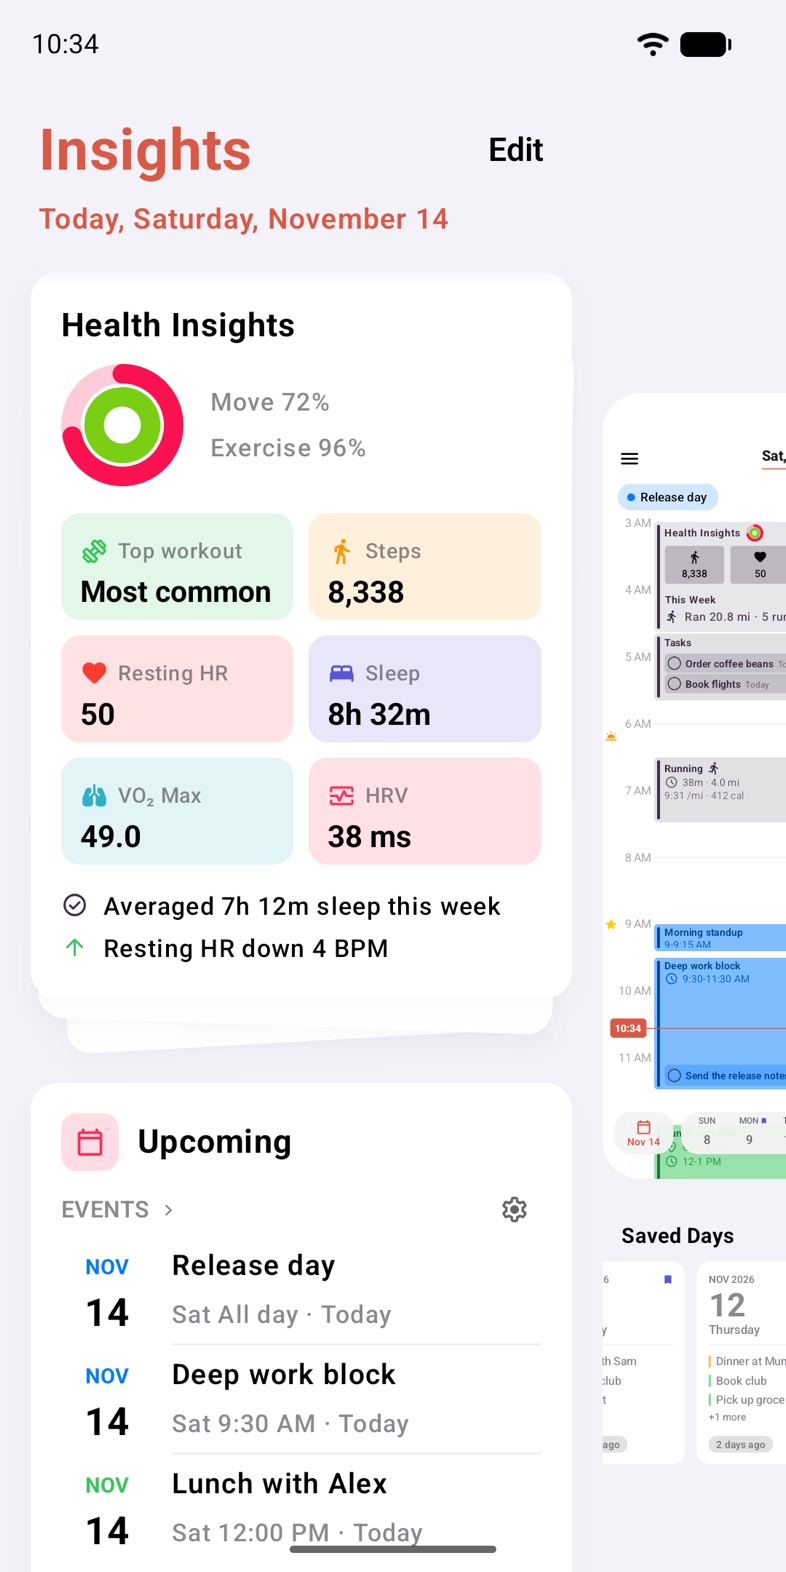 10:34
Insights
Edit
Today, Saturday, November 14
Health Insights
Move 72%
Exercise 96%
Top workout
Most common
Steps
8,338
Resting HR
50
Sleep
8h 32m
VO₂ Max
49.0
HRV
38 ms
Averaged 7h 12m sleep this week
Resting HR down 4 BPM
Upcoming
EVENTS
NOV
14
Release day
Sat All day · Today
NOV
14
Deep work block
Sat 9:30 AM · Today
NOV
14
Lunch with Alex
Sat 12:00 PM · Today
Sat,
Release day
3 AM
Health Insights
8,338
50
4 AM
This Week
Ran 20.8 mi · 5
Tasks
5 AM
Order coffee beans
Book flights Today
6 AM
Running
38m · 4.0 mi
7 AM
9:31 /mi · 412 cal
8 AM
9 AM
Morning standup
9-9:15 AM
Deep work block
9:30-11:30 AM
10 AM
10:34
11 AM
Send the release
Nov 14
SUN
8
MON
9
12-1 PM
Saved Days
6
Sam
ago
NOV 2026
12
Thursday
Dinner at
Book club
Pick up
+1 more
2 days ago